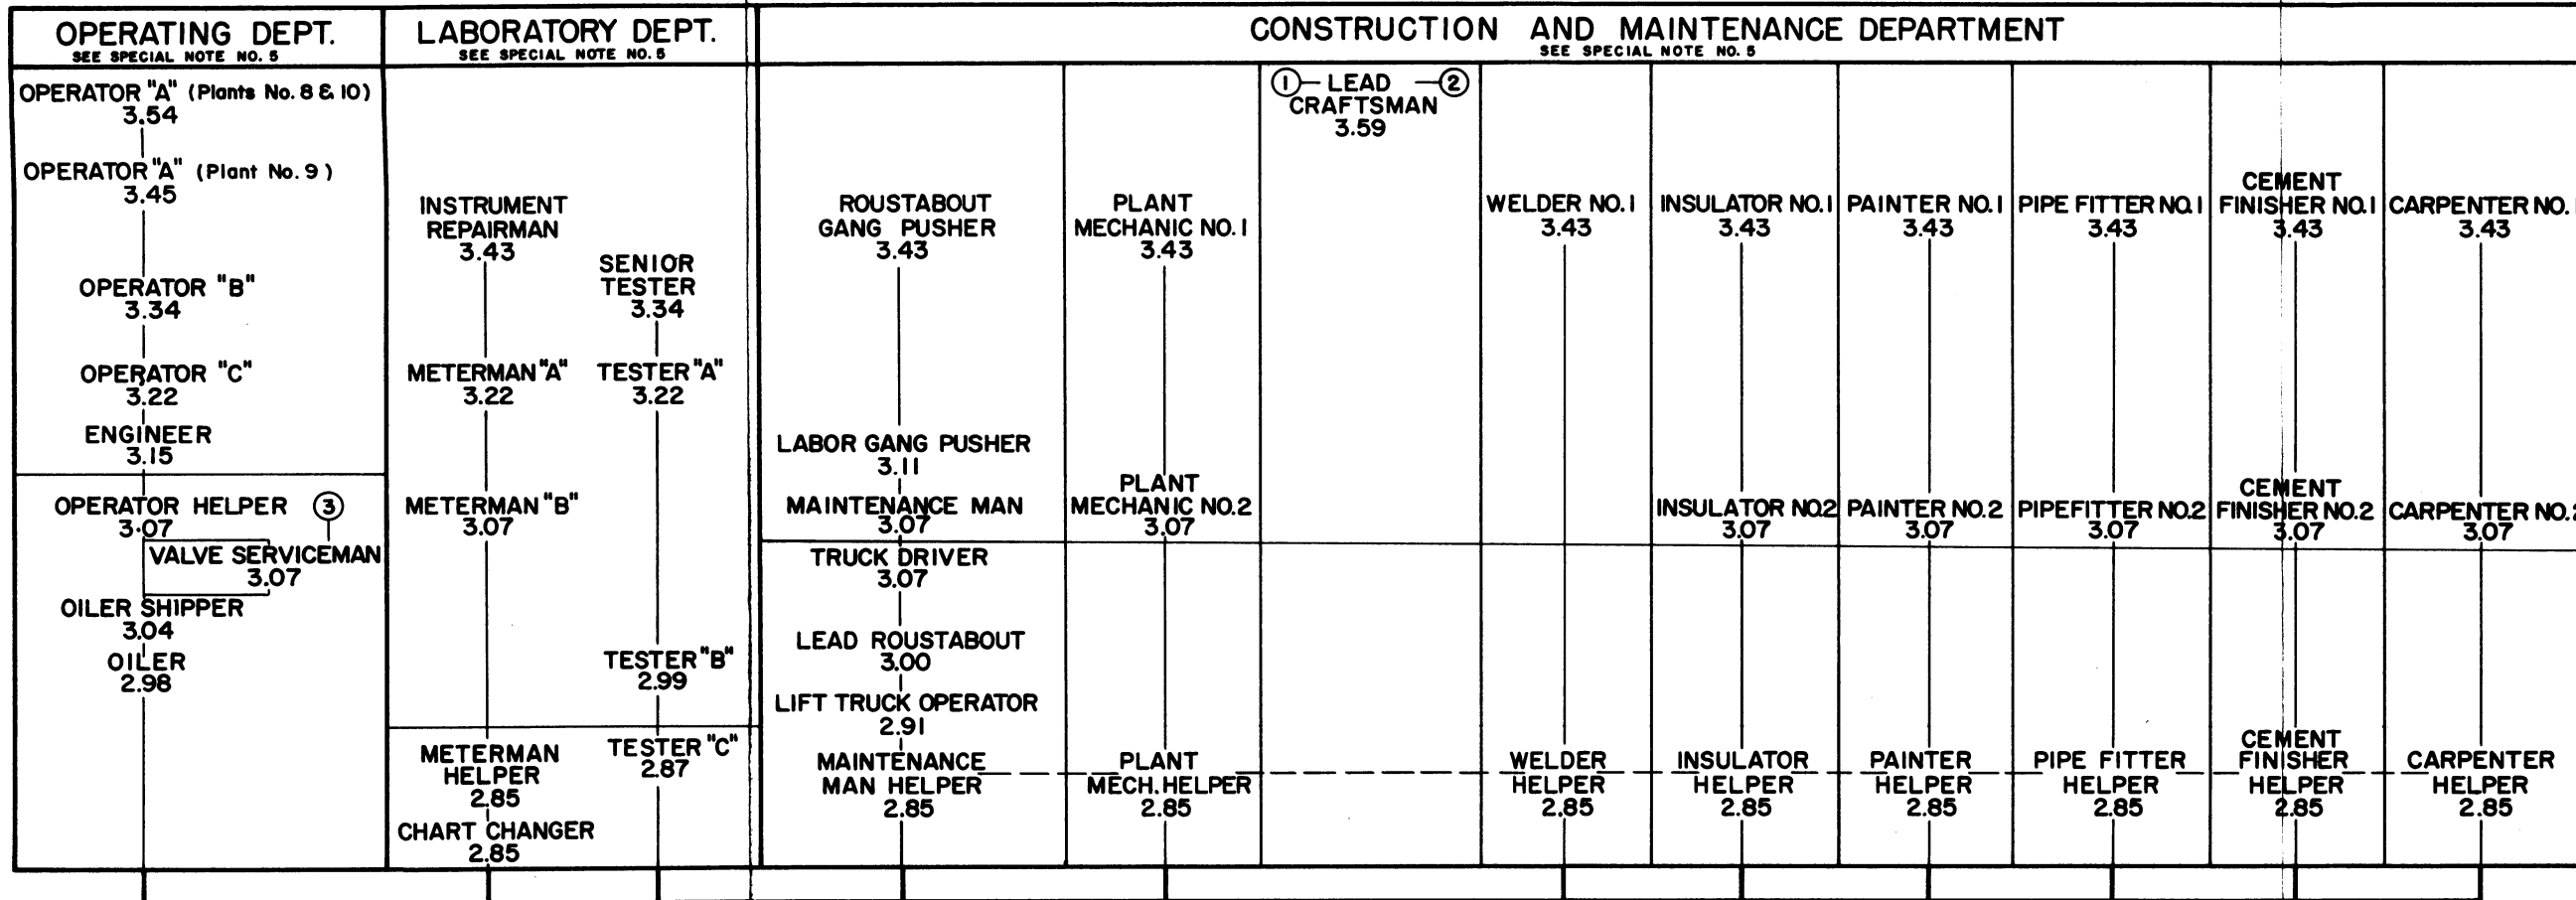 OPERATING DEPT.
SEE SPECIAL NOTE NO. 5
OPERATOR "A" (Plants No. 8 & 10)
3.54
OPERATOR "A" (Plant No. 9)
3.45
OPERATOR "B"
3.34
OPERATOR "C"
3.22
ENGINEER
3.15
OPERATOR HELPER ③
3.07
VALVE SERVICEMAN
3.07
OILER SHIPPER
3.04
OILER
2.98
LABORATORY DEPT.
SEE SPECIAL NOTE NO. 5
INSTRUMENT
REPAIRMAN
3.43
METERMAN "A"
3.22
METERMAN "B"
3.07
METERMAN
HELPER
2.85
CHART CHANGER
2.85
SENIOR
TESTER
3.34
TESTER "A"
3.22
TESTER "B"
2.99
TESTER "C"
2.87
CONSTRUCTION AND MAINTENANCE DEPARTMENT
SEE SPECIAL NOTE NO. 5
ROUSTABOUT
GANG PUSHER
3.43
LABOR GANG PUSHER
3.11
MAINTENANCE MAN
3.07
TRUCK DRIVER
3.07
LEAD ROUSTABOUT
3.00
LIFT TRUCK OPERATOR
2.91
MAINTENANCE
MAN HELPER
2.85
PLANT
MECHANIC NO. 1
3.43
PLANT
MECHANIC NO. 2
3.07
PLANT
MECH. HELPER
2.85
① LEAD ②
CRAFTSMAN
3.59
WELDER NO. 1
3.43
WELDER
HELPER
2.85
INSULATOR NO. 1
3.43
INSULATOR NO. 2
3.07
INSULATOR
HELPER
2.85
PAINTER NO. 1
3.43
PAINTER NO. 2
3.07
PAINTER
HELPER
2.85
PIPE FITTER NO. 1
3.43
PIPEFITTER NO. 2
3.07
PIPE FITTER
HELPER
2.85
CEMENT
FINISHER NO. 1
3.43
CEMENT
FINISHER NO. 2
3.07
CEMENT
FINISHER
HELPER
2.85
CARPENTER NO. 1
3.43
CARPENTER NO. 2
3.07
CARPENTER
HELPER
2.85